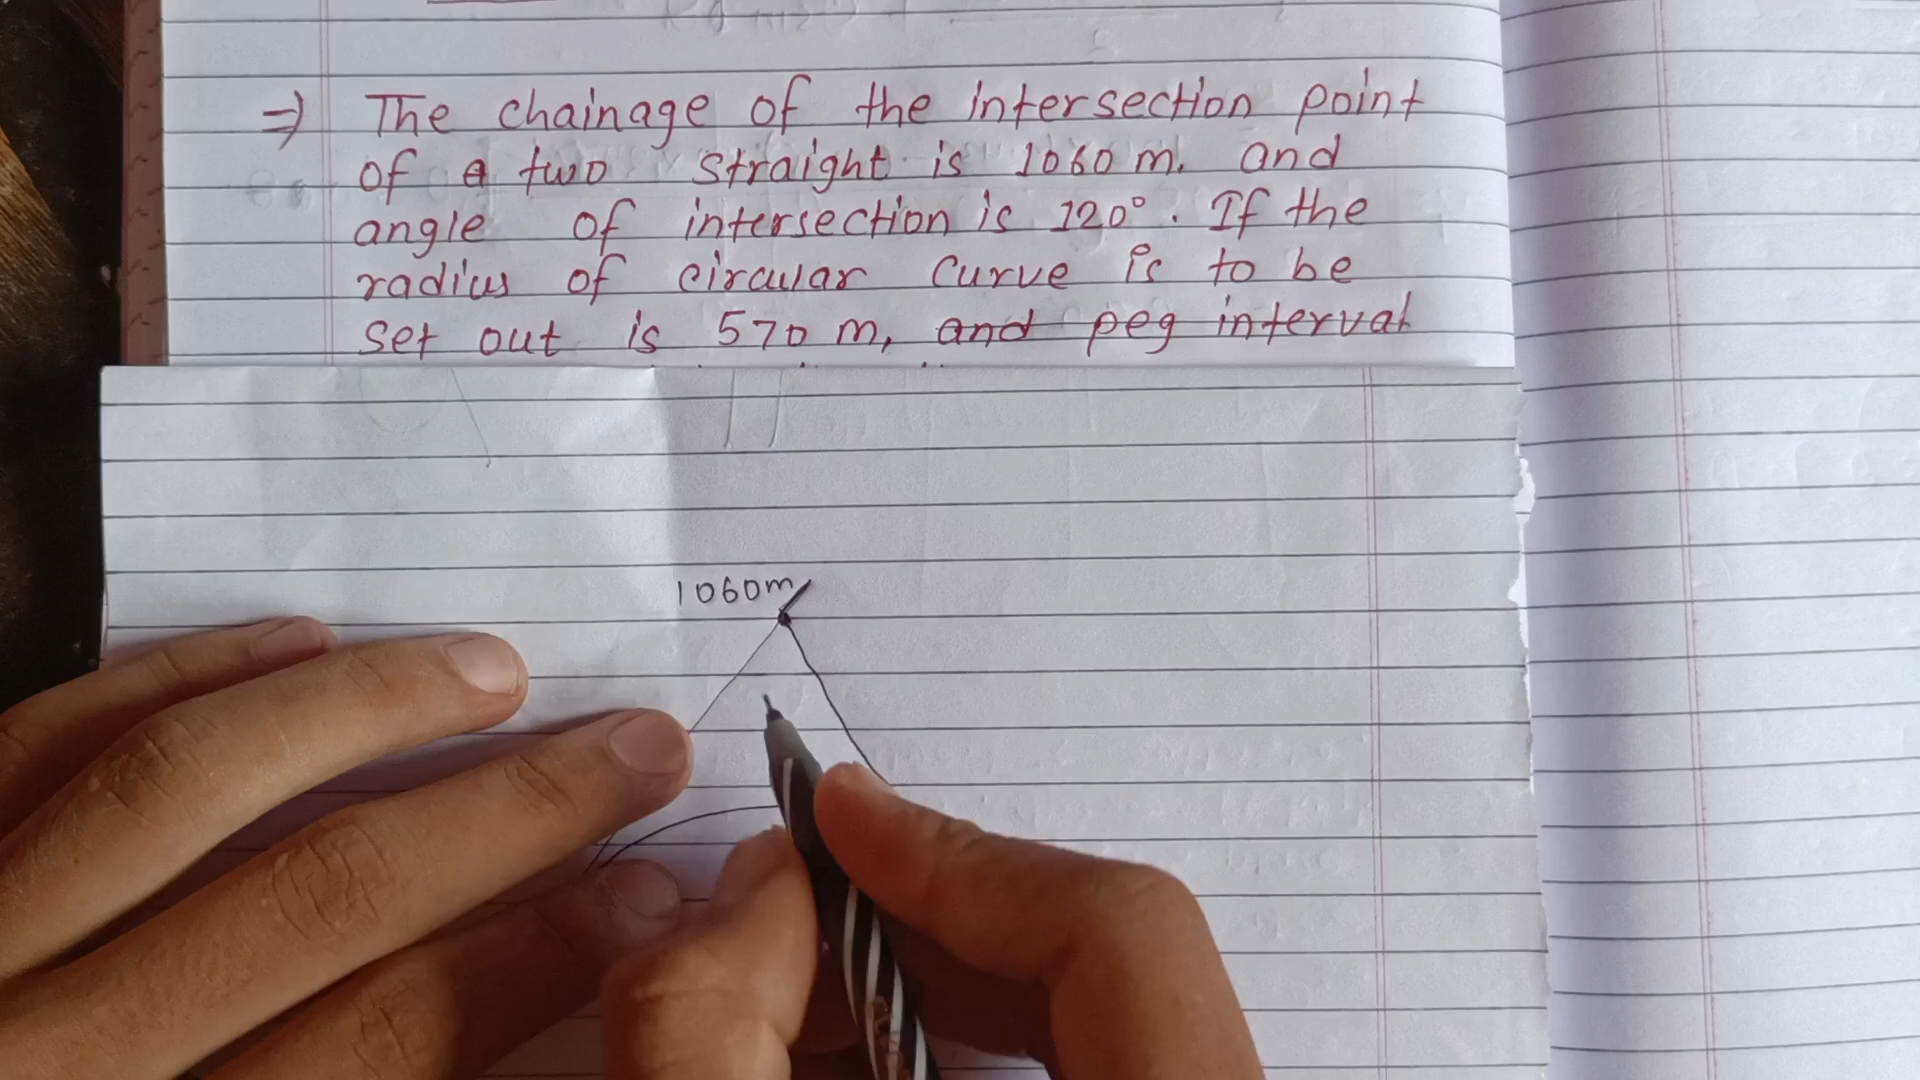 ⇒ The chainage of the intersection point
of a two straight is 1060 m. and
angle of intersection is 120°. If the
radius of circular curve is to be
set out is 570 m, and peg interval
1060m